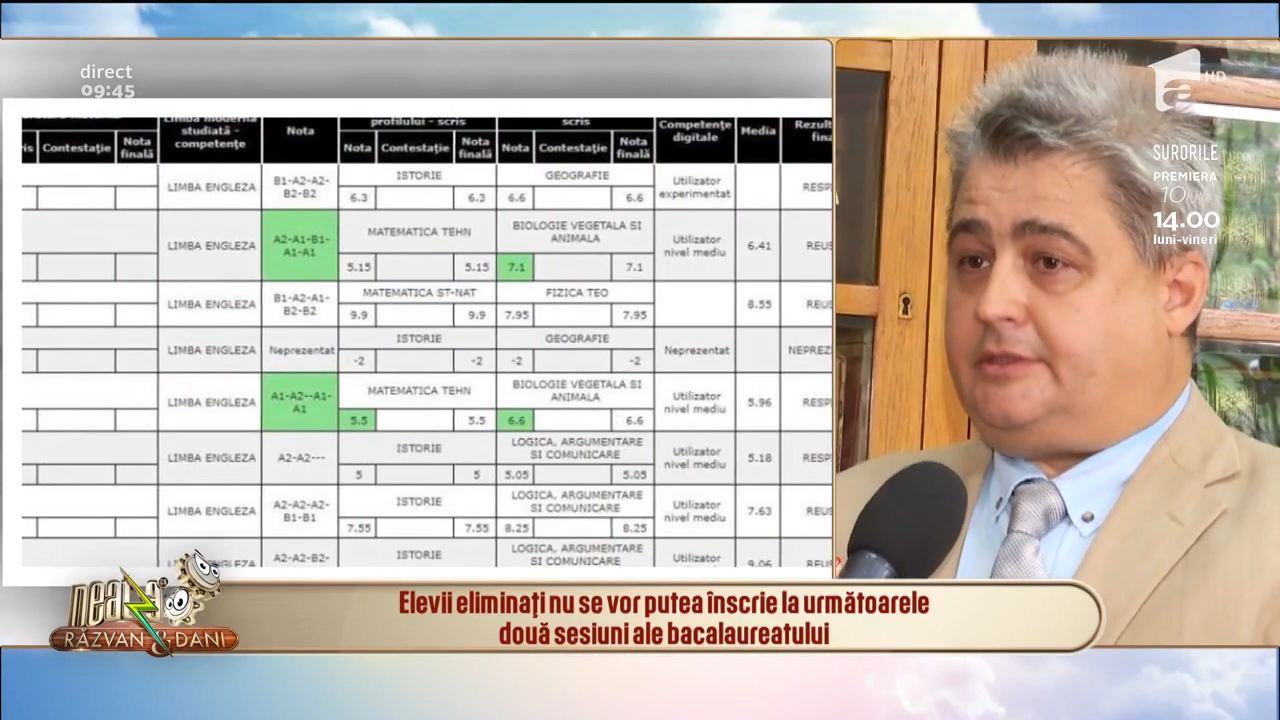 direct
09:45
HD
SURORILE
PREMIERA
14.00
luni-vineri
Limba modernă
studiată -
competențe
Nota
profilului - scris
scris
Competențe
digitale
Media
Contestație
Nota
finală
Nota
Contestație
Nota
finală
Nota
Contestație
Nota
finală
LIMBA ENGLEZA
B1-A2-A2-
B2-B2
ISTORIE
6.3
6.3
GEOGRAFIE
6.6
6.6
Utilizator
experimentat
RESP
LIMBA ENGLEZA
A2-A1-B1-
A1-A1
MATEMATICA TEHN
5.15
5.15
BIOLOGIE VEGETALA SI
ANIMALA
7.1
7.1
Utilizator
nivel mediu
6.41
REUS
LIMBA ENGLEZA
B1-A2-A1-
B2-B2
MATEMATICA ST-NAT
9.9
9.9
FIZICA TEO
7.95
7.95
8.55
REUS
LIMBA ENGLEZA
Neprezentat
ISTORIE
-2
-2
GEOGRAFIE
-2
-2
Neprezentat
NEPREZ
LIMBA ENGLEZA
A1-A2--A1-
A1
MATEMATICA TEHN
5.5
5.5
BIOLOGIE VEGETALA SI
ANIMALA
6.6
6.6
Utilizator
nivel mediu
5.96
RESP
LIMBA ENGLEZA
A2-A2---
ISTORIE
5
5
LOGICA, ARGUMENTARE
SI COMUNICARE
5.05
5.05
Utilizator
nivel mediu
5.18
RESP
LIMBA ENGLEZA
A2-A2-A2-
B1-B1
ISTORIE
7.55
7.55
LOGICA, ARGUMENTARE
SI COMUNICARE
8.25
8.25
Utilizator
nivel mediu
7.63
REUS
A2-A2-B2-
ISTORIE
LOGICA, ARGUMENTARE
SI COMUNICARE
Utilizator
9.06
neatza
RĂZVAN & DANI
Elevii eliminați nu se vor putea înscrie la următoarele
două sesiuni ale bacalaureatului